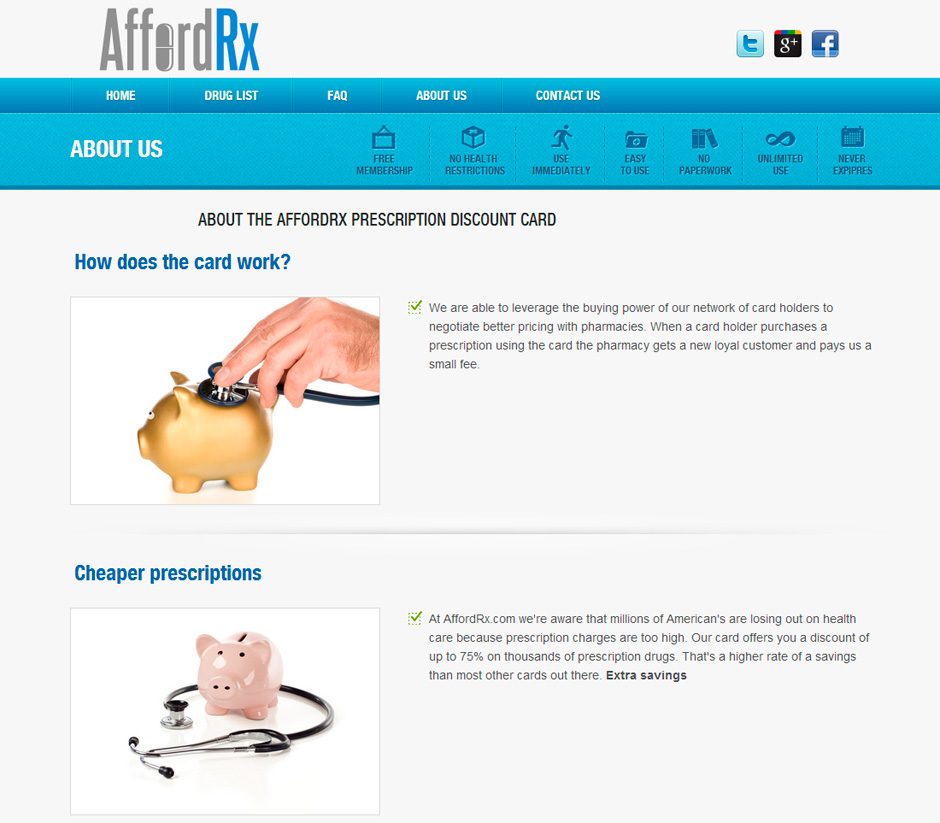 AffordRx
g+
HOME DRUG LIST FAQ ABOUT US CONTACT US
ABOUT US
FREE
MEMBERSHIP
NO HEALTH
RESTRICTIONS
USE
IMMEDIATELY
EASY
TO USE
NO
PAPERWORK
UNLIMITED
USE
NEVER
EXPIPRES
ABOUT THE AFFORDRX PRESCRIPTION DISCOUNT CARD
How does the card work?
We are able to leverage the buying power of our network of card holders to
negotiate better pricing with pharmacies. When a card holder purchases a
prescription using the card the pharmacy gets a new loyal customer and pays us a
small fee.
Cheaper prescriptions
At AffordRx.com we're aware that millions of American's are losing out on health
care because prescription charges are too high. Our card offers you a discount of
up to 75% on thousands of prescription drugs. That's a higher rate of a savings
than most other cards out there. Extra savings